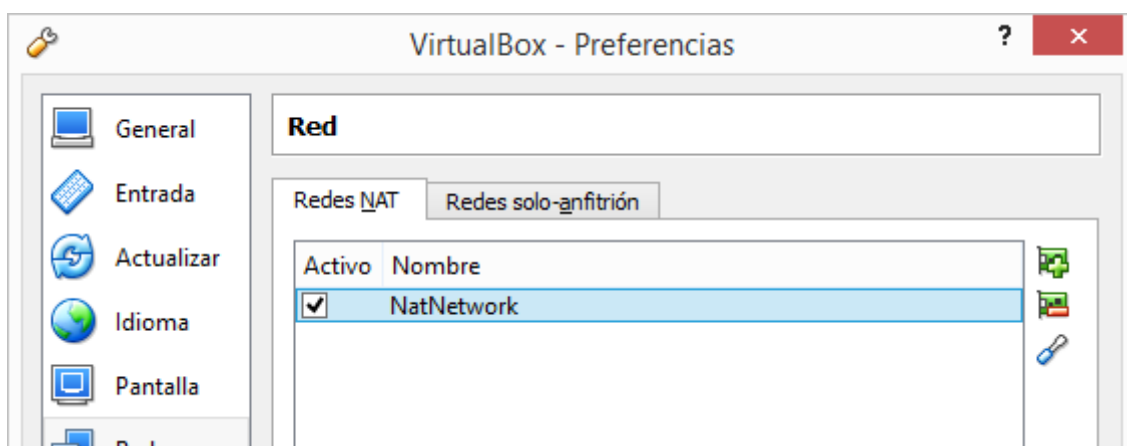 VirtualBox - Preferencias ?
General
Entrada
Actualizar
Idioma
Pantalla
Red
Redes NAT Redes solo-anfitrión
Activo Nombre
NatNetwork